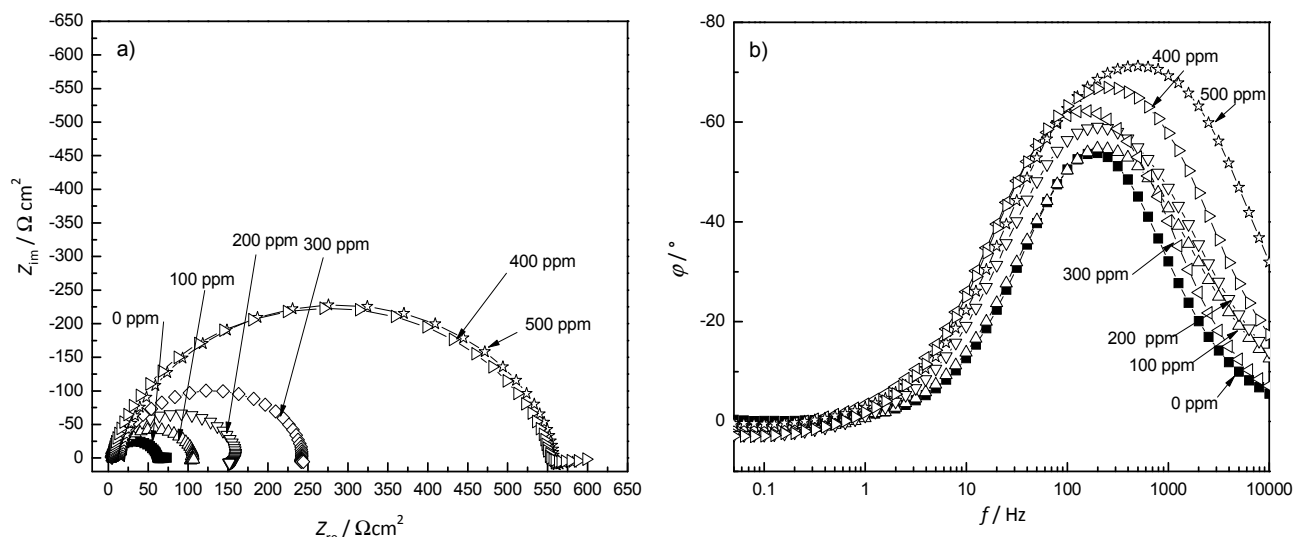 a)
-650
-600
-550
-500
-450
-400
-350
-300
-250
-200
-150
-100
-50
0
Zim / Ω cm2
0 ppm
100 ppm
200 ppm
300 ppm
400 ppm
500 ppm
0 50 100 150 200 250 300 350 400 450 500 550 600 650
Zre / Ωcm2
b)
-80
-60
-40
-20
0
φ / °
400 ppm
500 ppm
300 ppm
200 ppm
100 ppm
0 ppm
0.1 1 10 100 1000 10000
f / Hz